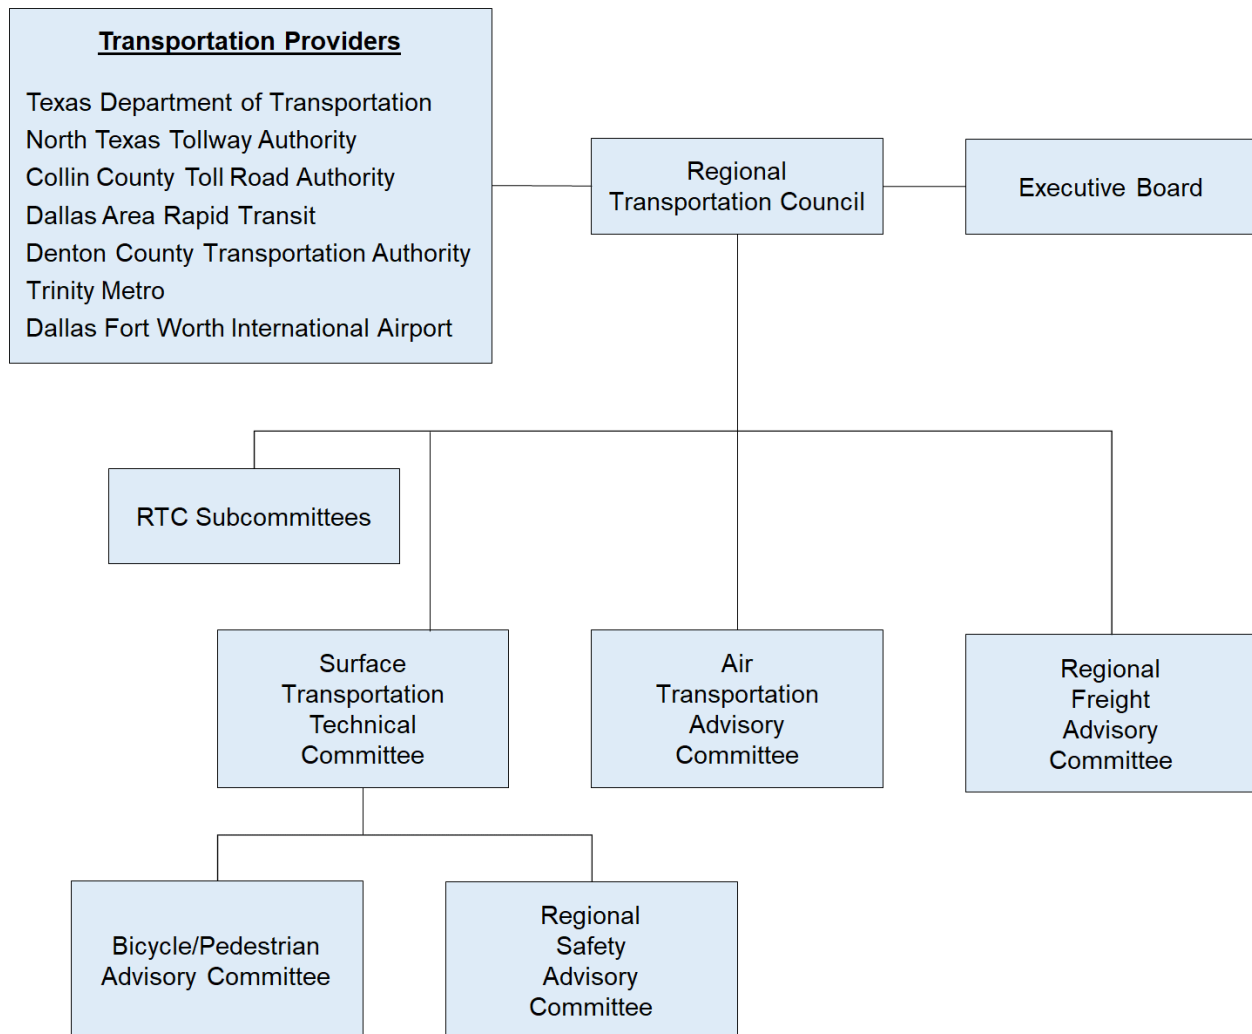 Transportation Providers
Texas Department of Transportation
North Texas Tollway Authority
Collin County Toll Road Authority
Dallas Area Rapid Transit
Denton County Transportation Authority
Trinity Metro
Dallas Fort Worth International Airport
Regional
Transportation Council
Executive Board
RTC Subcommittees
Surface
Transportation
Technical
Committee
Air
Transportation
Advisory
Committee
Regional
Freight
Advisory
Committee
Bicycle/Pedestrian
Advisory Committee
Regional
Safety
Advisory
Committee